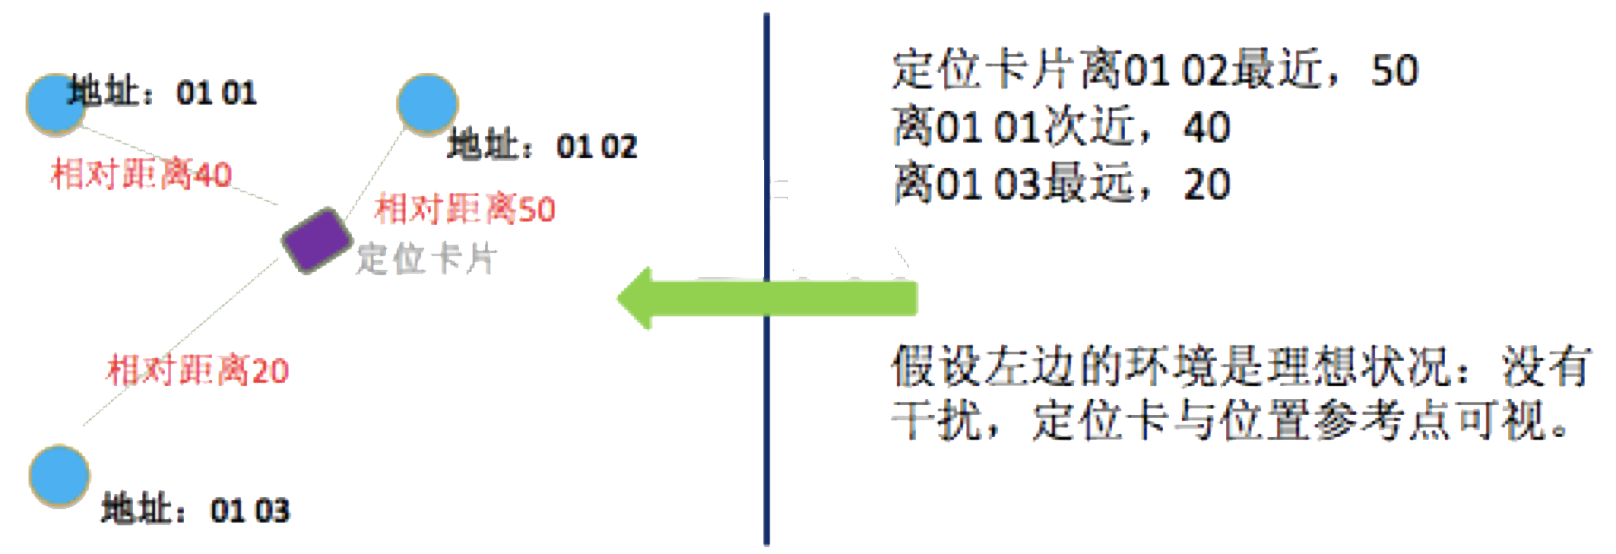 地址：01 01
地址：01 02
相对距离40
相对距离50
定位卡片
相对距离20
地址：01 03
定位卡片离01 02最近，50
离01 01次近，40
离01 03最远，20
假设左边的环境是理想状况：没有
干扰，定位卡与位置参考点可视。